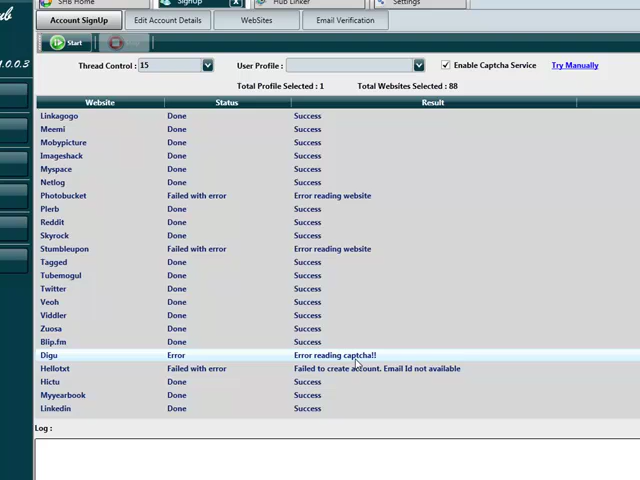 SHB Home SignUp x Hub Linker Settings
Account SignUp Edit Account Details WebSites Email Verification
Start
1.0.0.3
Thread Control : 15 User Profile : Enable Captcha Service Try Manually
Total Profile Selected : 1 Total Websites Selected : 88
Website Status Result
Linkagogo Done Success
Meemi Done Success
Mobypicture Done Success
Imageshack Done Success
Myspace Done Success
Netlog Done Success
Photobucket Failed with error Error reading website
Plerb Done Success
Reddit Done Success
Skyrock Done Success
Stumbleupon Failed with error Error reading website
Tagged Done Success
Tubemogul Done Success
Twitter Done Success
Veoh Done Success
Viddler Done Success
Zuosa Done Success
Blip.fm Done Success
Digu Error Error reading captcha!!
Hellotxt Failed with error Failed to create account. Email Id not available
Hictu Done Success
Myyearbook Done Success
Linkedin Done Success
Log :